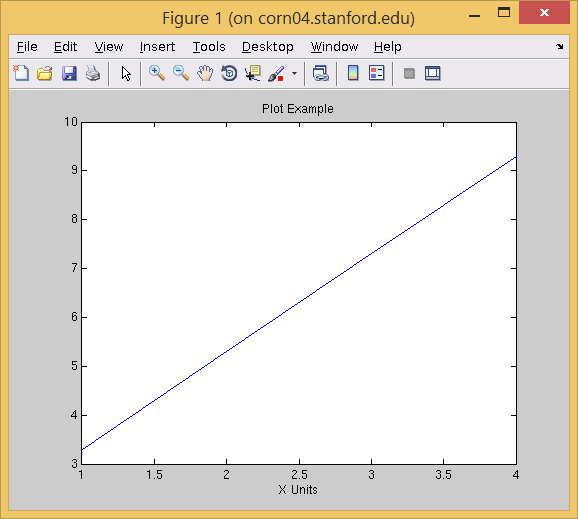 Figure 1 (on corn04.stanford.edu)
File Edit View Insert Tools Desktop Window Help
Plot Example
10
9
8
7
6
5
4
3
1 1.5 2 2.5 3 3.5 4
X Units